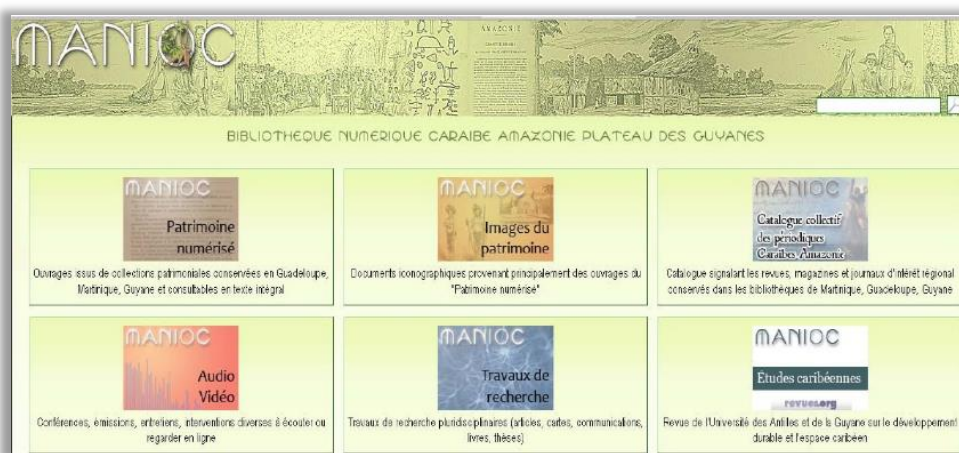 MANIOC
AMAZONIE
BIBLIOTHEQUE NUMERIQUE CARAIBE AMAZONIE PLATEAU DES GUYANES
MANIOC
Patrimoine
numérisé
Ouvrages issus de collections patrimoniales conservées en Guadeloupe,
Martinique, Guyane et consultables en texte intégral
MANIOC
Images du
patrimoine
Documents iconographiques provenant principalement des ouvrages du
"Patrimoine numérisé"
MANIOC
Catalogue collectif
des périodiques
Caraïbes Amazonie
Catalogue signalant les revues, magazines et journaux d'intérêt régional
conservés dans les bibliothèques de Martinique, Guadeloupe, Guyane
MANIOC
Audio
Vidéo
Conférences, émissions, entretiens, interventions diverses à écouter ou
regarder en ligne
MANIOC
Travaux de
recherche
Travaux de recherche pluridisciplinaires (articles, cartes, communications,
livres, thèses)
MANIOC
Études caribéennes
revues.org
Revue de l'Université des Antilles et de la Guyane sur le développement
durable et l'espace caribéen